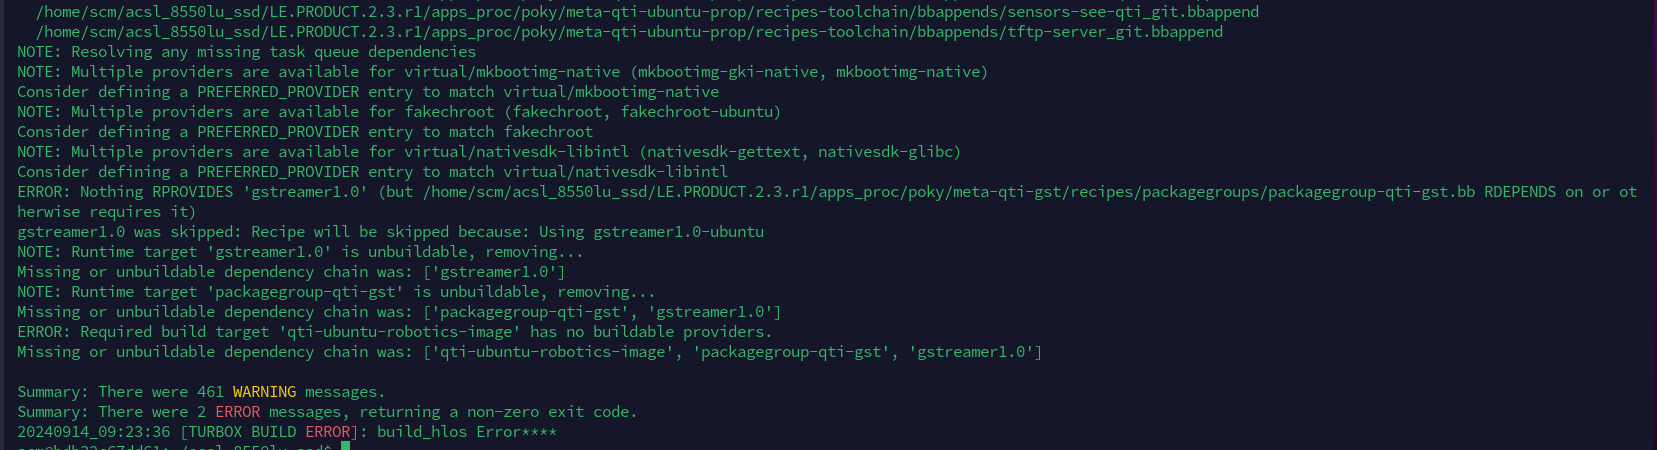 /home/scm/acsl_8550lu_ssd/LE.PRODUCT.2.3.r1/apps_proc/poky/meta-qti-ubuntu-prop/recipes-toolchain/bbappends/sensors-see-qti_git.bbappend
/home/scm/acsl_8550lu_ssd/LE.PRODUCT.2.3.r1/apps_proc/poky/meta-qti-ubuntu-prop/recipes-toolchain/bbappends/tftp-server_git.bbappend
NOTE: Resolving any missing task queue dependencies
NOTE: Multiple providers are available for virtual/mkbootimg-native (mkbootimg-gki-native, mkbootimg-native)
Consider defining a PREFERRED_PROVIDER entry to match virtual/mkbootimg-native
NOTE: Multiple providers are available for fakechroot (fakechroot, fakechroot-ubuntu)
Consider defining a PREFERRED_PROVIDER entry to match fakechroot
NOTE: Multiple providers are available for virtual/nativesdk-libintl (nativesdk-gettext, nativesdk-glibc)
Consider defining a PREFERRED_PROVIDER entry to match virtual/nativesdk-libintl
ERROR: Nothing RPROVIDES 'gstreamer1.0' (but /home/scm/acsl_8550lu_ssd/LE.PRODUCT.2.3.r1/apps_proc/poky/meta-qti-gst/recipes/packagegroups/packagegroup-qti-gst.bb RDEPENDS on or ot
herwise requires it)
gstreamer1.0 was skipped: Recipe will be skipped because: Using gstreamer1.0-ubuntu
NOTE: Runtime target 'gstreamer1.0' is unbuildable, removing...
Missing or unbuildable dependency chain was: ['gstreamer1.0']
NOTE: Runtime target 'packagegroup-qti-gst' is unbuildable, removing...
Missing or unbuildable dependency chain was: ['packagegroup-qti-gst', 'gstreamer1.0']
ERROR: Required build target 'qti-ubuntu-robotics-image' has no buildable providers.
Missing or unbuildable dependency chain was: ['qti-ubuntu-robotics-image', 'packagegroup-qti-gst', 'gstreamer1.0']
Summary: There were 461 WARNING messages.
Summary: There were 2 ERROR messages, returning a non-zero exit code.
20240914_09:23:36 [TURBOX BUILD ERROR]: build_hlos Error****